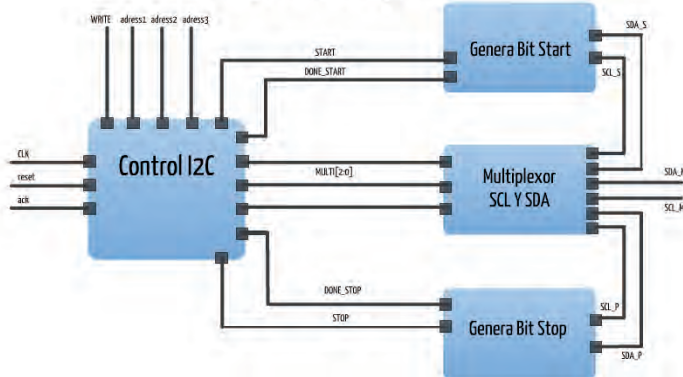 WRITE adress1 adress2 adress3
START
DONE_START
Genera Bit Start
SDA_S
SCL_S
CLK
reset
ack
Control I2C
MULTI[2:0]
Multiplexor
SCL Y SDA
DONE_STOP
STOP
Genera Bit Stop
SCL_P
SDA_P